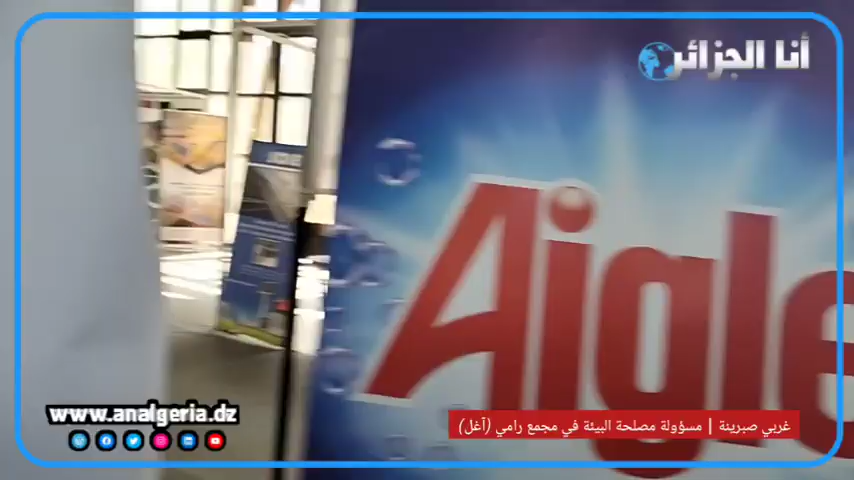 أنا الجزائر
Aigle
غربي صبرينة | مسؤولة مصلحة البيئة في مجمع رامي (آغل)
www.analgeria.dz